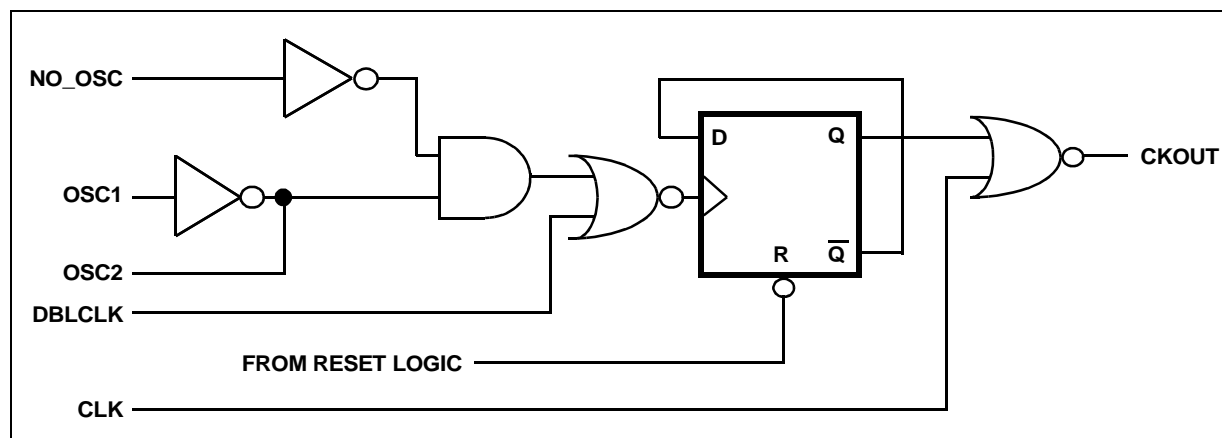 NO_OSC
OSC1
OSC2
DBLCLK
FROM RESET LOGIC
CLK
D
Q
R
Q̅
CKOUT